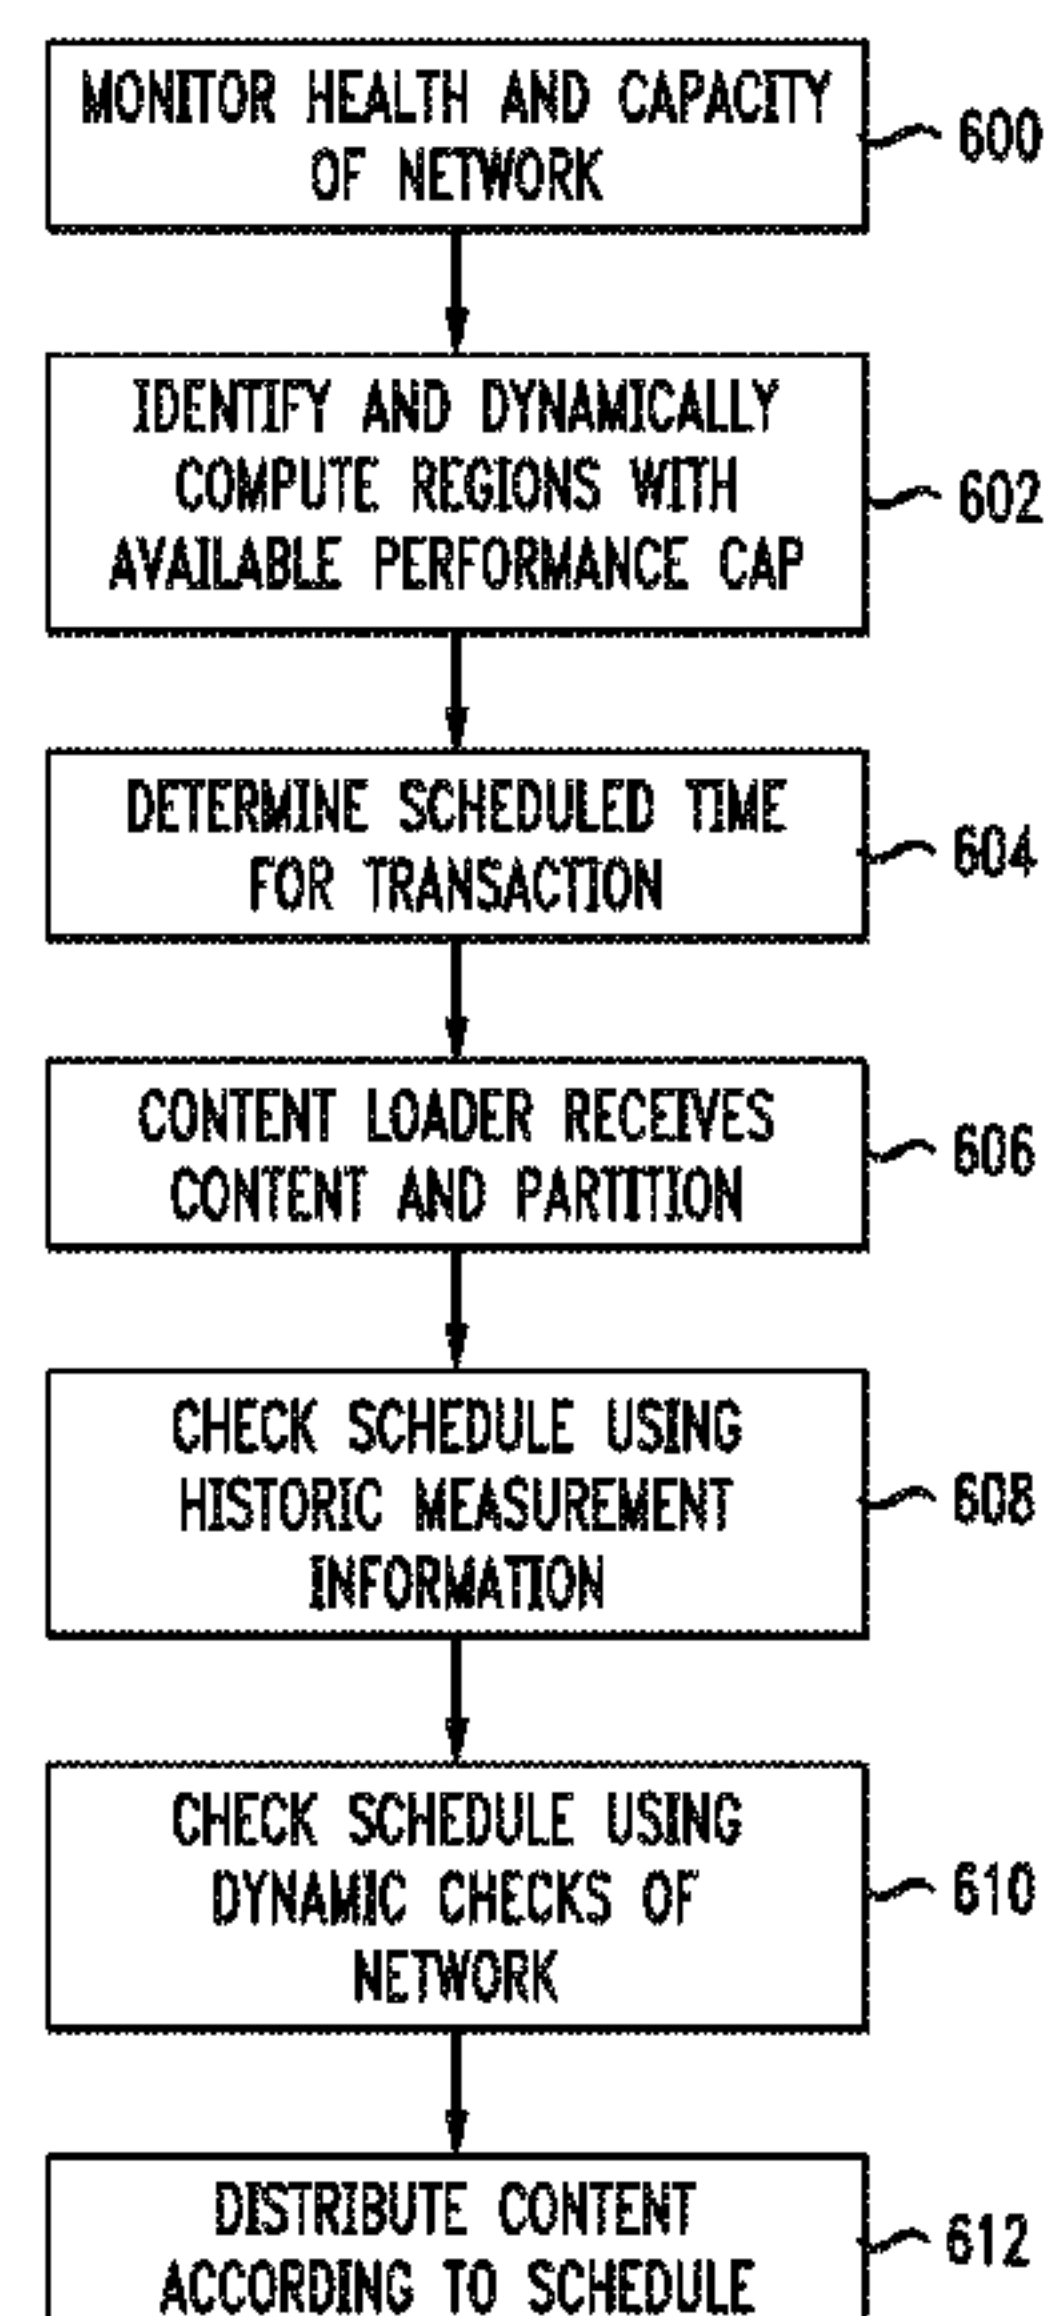 MONITOR HEALTH AND CAPACITY
OF NETWORK
600
IDENTIFY AND DYNAMICALLY
COMPUTE REGIONS WITH
AVAILABLE PERFORMANCE CAP
602
DETERMINE SCHEDULED TIME
FOR TRANSACTION
604
CONTENT LOADER RECEIVES
CONTENT AND PARTITION
606
CHECK SCHEDULE USING
HISTORIC MEASUREMENT
INFORMATION
608
CHECK SCHEDULE USING
DYNAMIC CHECKS OF
NETWORK
610
DISTRIBUTE CONTENT
ACCORDING TO SCHEDULE
612